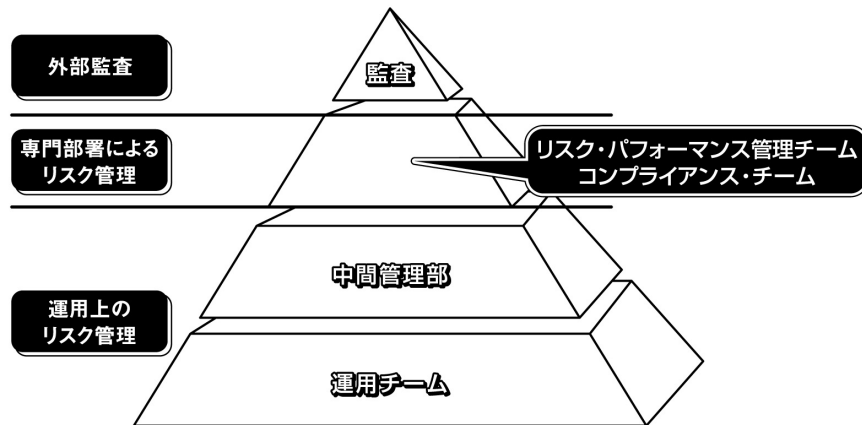 外部監査
監査
専門部署による
リスク管理
リスク・パフォーマンス管理チーム
コンプライアンス・チーム
中間管理部
運用上の
リスク管理
運用チーム